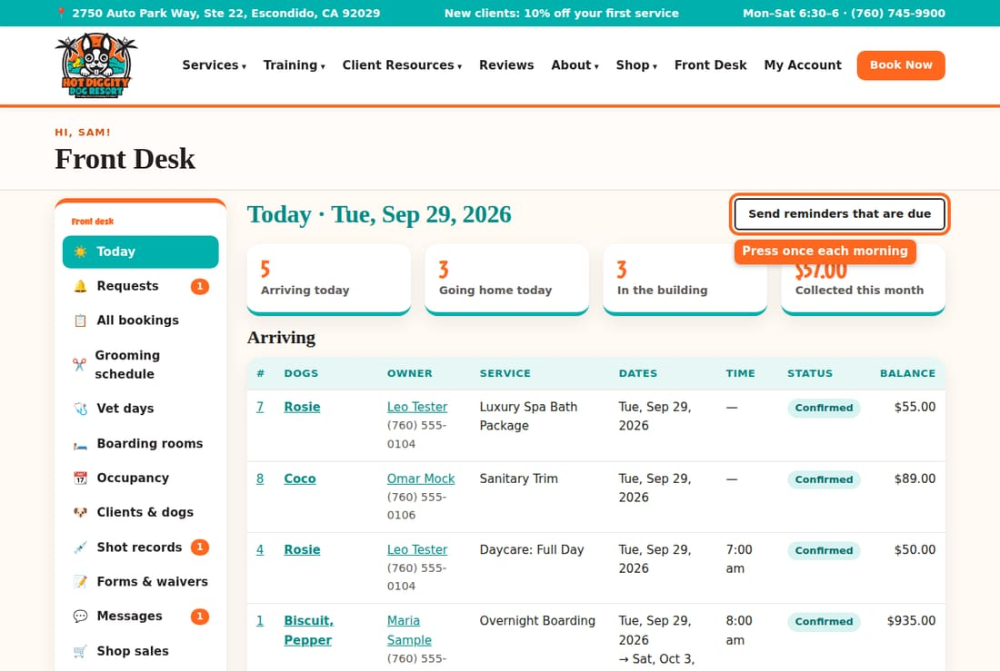 📍 2750 Auto Park Way, Ste 22, Escondido, CA 92029
New clients: 10% off your first service
Mon–Sat 6:30–6 · (760) 745-9900
HOT DIGGITY
DOG RESORT
Services ▾
Training ▾
Client Resources ▾
Reviews
About ▾
Shop ▾
Front Desk
My Account
Book Now
HI, SAM!
Front Desk
Front desk
☀️ Today
🔔 Requests 1
📋 All bookings
✂️ Grooming
schedule
🩺 Vet days
🛏️ Boarding rooms
📆 Occupancy
🐶 Clients & dogs
💉 Shot records 1
📝 Forms & waivers
💬 Messages 1
🛒 Shop sales
Today · Tue, Sep 29, 2026
Send reminders that are due
Press once each morning
5
Arriving today
3
Going home today
3
In the building
$57.00
Collected this month
Arriving
# DOGS OWNER SERVICE DATES TIME STATUS BALANCE
7 Rosie Leo Tester Luxury Spa Bath Tue, Sep 29, — Confirmed $55.00
(760) 555- Package 2026
0104
8 Coco Omar Mock Sanitary Trim Tue, Sep 29, — Confirmed $89.00
(760) 555- 2026
0106
4 Rosie Leo Tester Daycare: Full Day Tue, Sep 29, 7:00 Confirmed $50.00
(760) 555- 2026 am
0104
1 Biscuit, Maria Overnight Boarding Tue, Sep 29, 8:00 Confirmed $935.00
Pepper Sample 2026 am
(760) 555- → Sat, Oct 3,